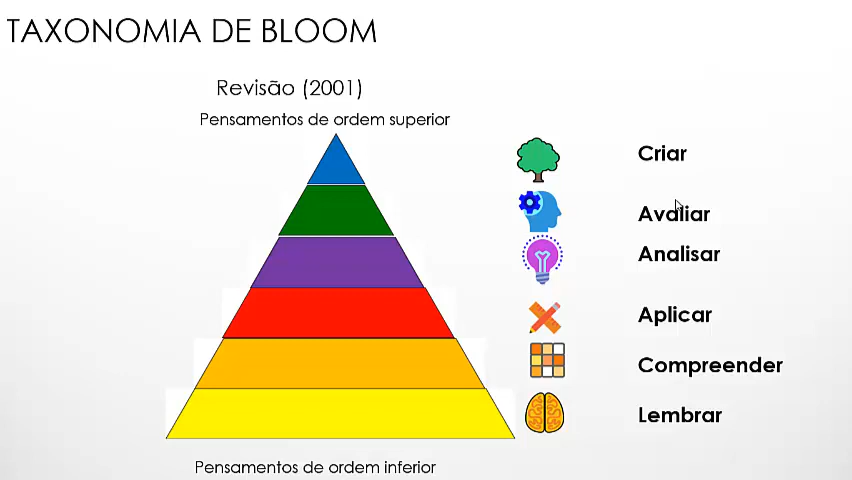 TAXONOMIA DE BLOOM
Revisão (2001)
Pensamentos de ordem superior
Criar
Avaliar
Analisar
Aplicar
Compreender
Lembrar
Pensamentos de ordem inferior